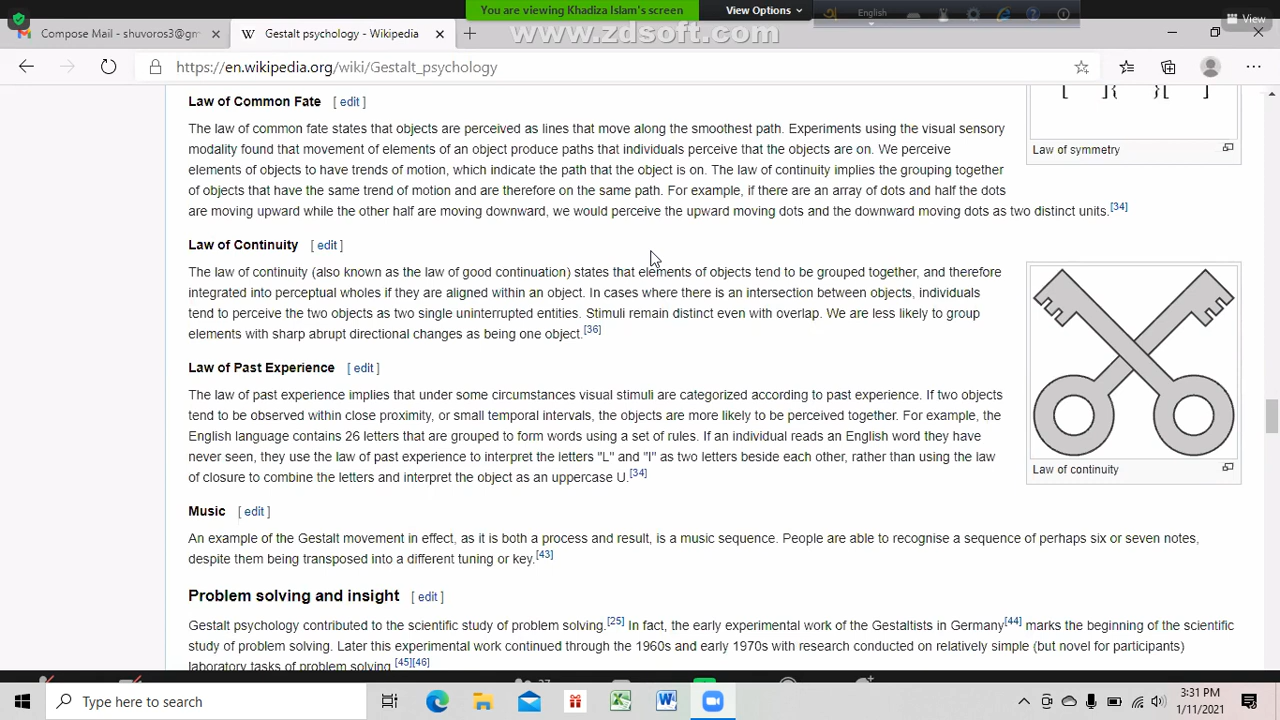 You are viewing Khadiza Islam's screen
View Options
English
View
Compose Mail - shuvoros3@gm
Gestalt psychology - Wikipedia
www.zdsoft.com
https://en.wikipedia.org/wiki/Gestalt_psychology
Law of Common Fate [ edit ]
The law of common fate states that objects are perceived as lines that move along the smoothest path. Experiments using the visual sensory
modality found that movement of elements of an object produce paths that individuals perceive that the objects are on. We perceive
elements of objects to have trends of motion, which indicate the path that the object is on. The law of continuity implies the grouping together
of objects that have the same trend of motion and are therefore on the same path. For example, if there are an array of dots and half the dots
are moving upward while the other half are moving downward, we would perceive the upward moving dots and the downward moving dots as two distinct units.[34]
[ ]{ }[ ]
Law of symmetry
Law of Continuity [ edit ]
The law of continuity (also known as the law of good continuation) states that elements of objects tend to be grouped together, and therefore
integrated into perceptual wholes if they are aligned within an object. In cases where there is an intersection between objects, individuals
tend to perceive the two objects as two single uninterrupted entities. Stimuli remain distinct even with overlap. We are less likely to group
elements with sharp abrupt directional changes as being one object.[36]
Law of continuity
Law of Past Experience [ edit ]
The law of past experience implies that under some circumstances visual stimuli are categorized according to past experience. If two objects
tend to be observed within close proximity, or small temporal intervals, the objects are more likely to be perceived together. For example, the
English language contains 26 letters that are grouped to form words using a set of rules. If an individual reads an English word they have
never seen, they use the law of past experience to interpret the letters "L" and "I" as two letters beside each other, rather than using the law
of closure to combine the letters and interpret the object as an uppercase U.[34]
Music [ edit ]
An example of the Gestalt movement in effect, as it is both a process and result, is a music sequence. People are able to recognise a sequence of perhaps six or seven notes,
despite them being transposed into a different tuning or key.[43]
Problem solving and insight [ edit ]
Gestalt psychology contributed to the scientific study of problem solving.[25] In fact, the early experimental work of the Gestaltists in Germany[44] marks the beginning of the scientific
study of problem solving. Later this experimental work continued through the 1960s and early 1970s with research conducted on relatively simple (but novel for participants)
laboratory tasks of problem solving.[45][46]
Type here to search
3:31 PM
1/11/2021